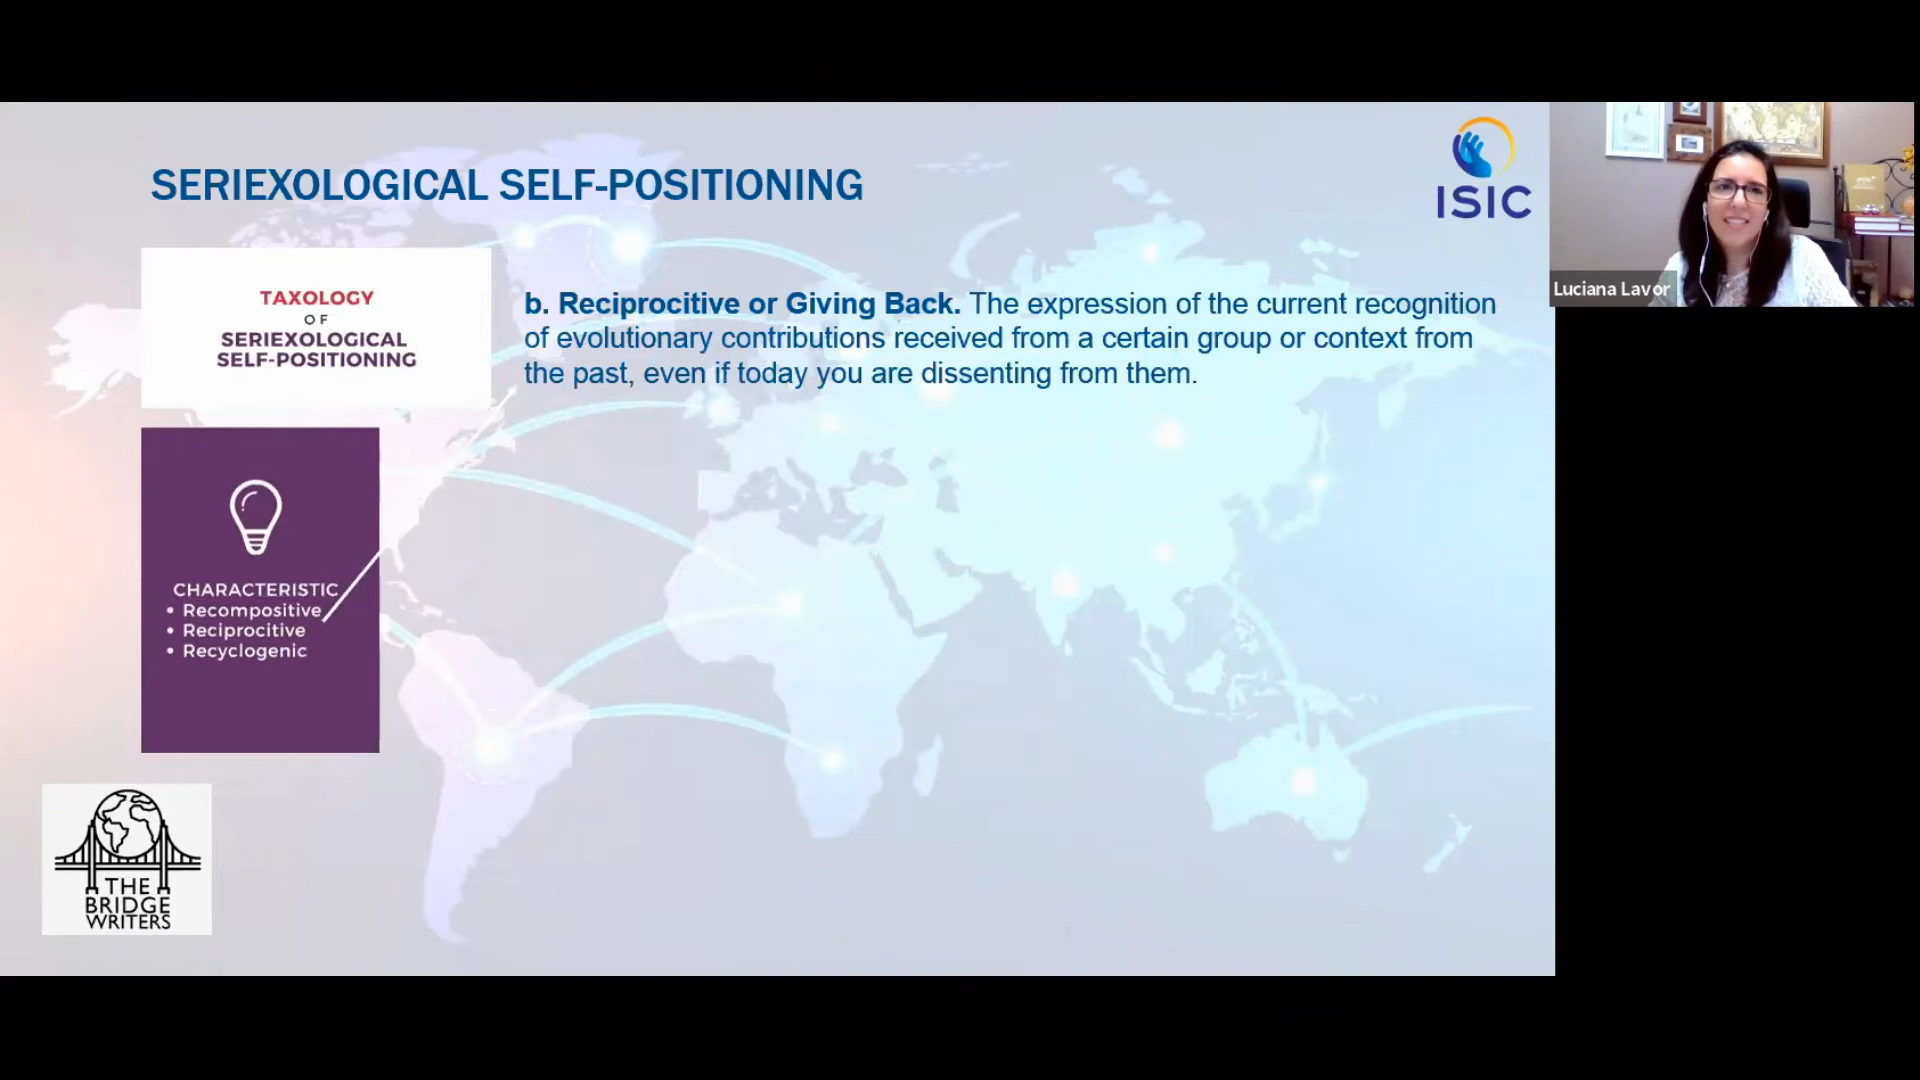 SERIEXOLOGICAL SELF-POSITIONING
ISIC
Luciana Lavor
TAXOLOGY
OF
SERIEXOLOGICAL
SELF-POSITIONING
b. Reciprocitive or Giving Back. The expression of the current recognition
of evolutionary contributions received from a certain group or context from
the past, even if today you are dissenting from them.
CHARACTERISTIC
• Recompositive
• Reciprocitive
• Recyclogenic
THE
BRIDGE
WRITERS